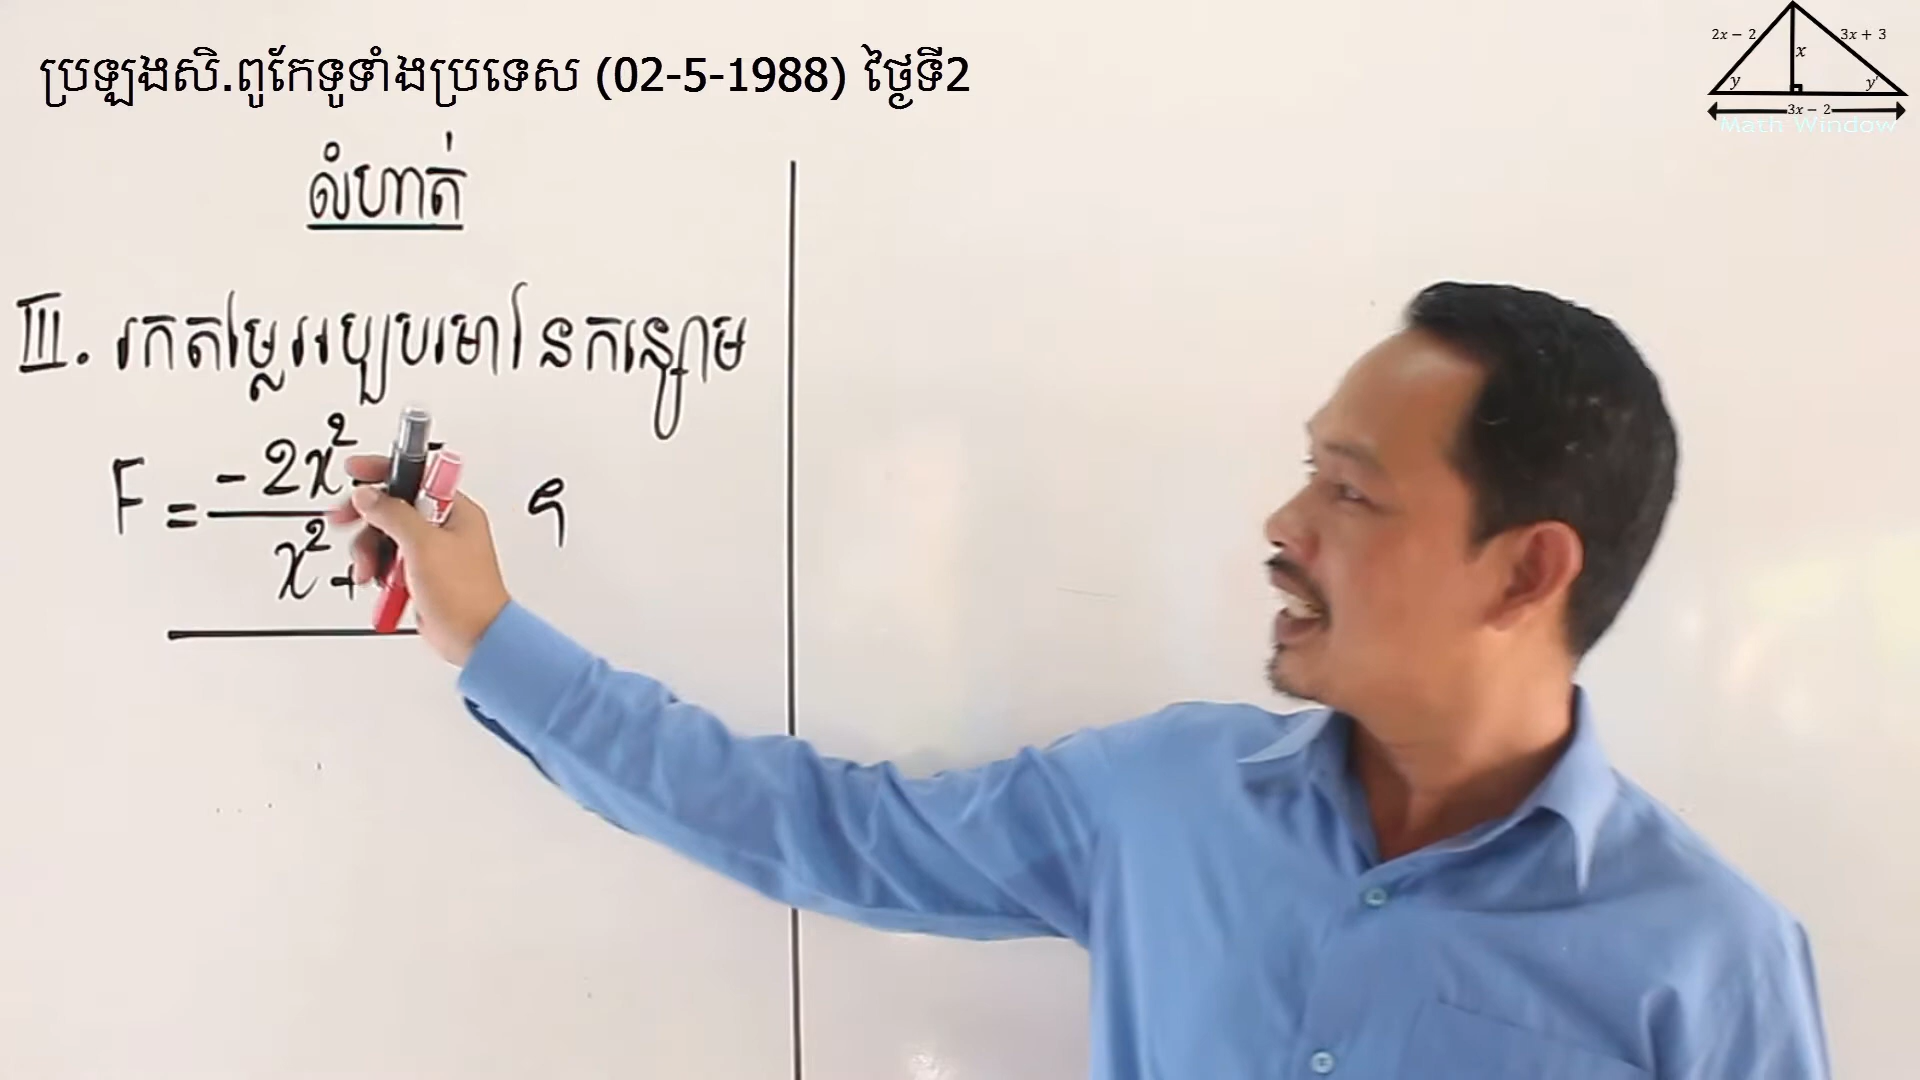 ប្រឡងសិ.ពូកែទូទាំងប្រទេស (02-5-1988) ថ្ងៃទី2
លំហាត់
III. រកតម្លៃអប្បបរមានៃកន្សោម
F = -2x²
x² +
។
2x − 2
x
3x + 3
y
y'
3x − 2
Math Window